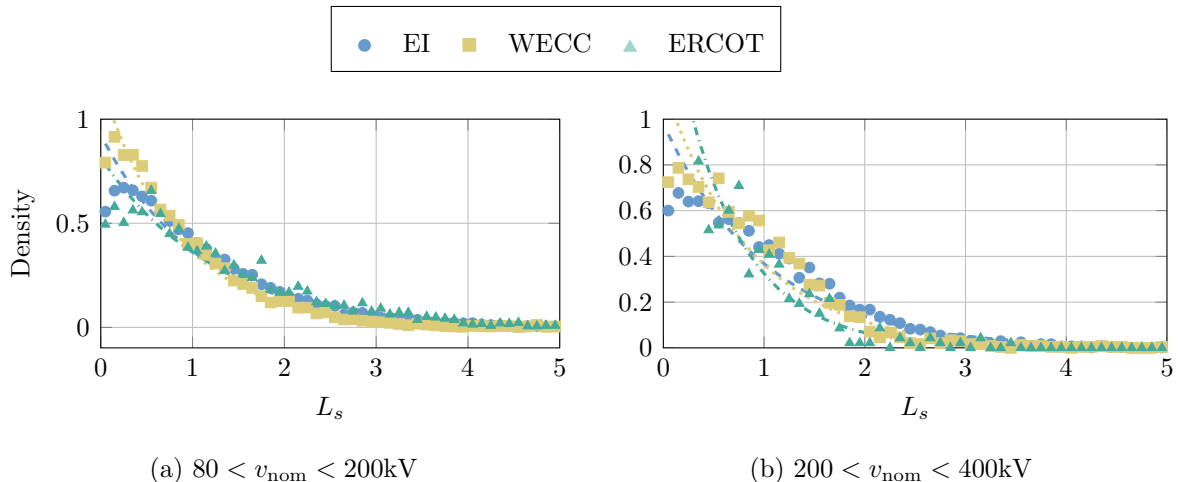 EI WECC ERCOT
Density
1
0.5
0
0 1 2 3 4 5
L_s
(a) 80 < v_nom < 200kV
1
0.8
0.6
0.4
0.2
0
0 1 2 3 4 5
L_s
(b) 200 < v_nom < 400kV